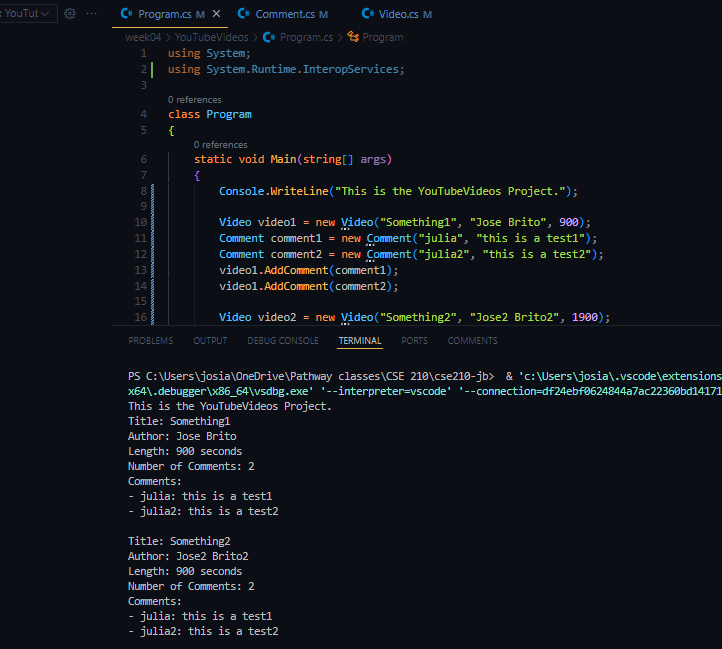 YouTut
Program.cs M
Comment.cs M
Video.cs M
week04 > YouTubeVideos > Program.cs > Program
1 using System;
2 using System.Runtime.InteropServices;
3
0 references
4 class Program
5 {
0 references
6 static void Main(string[] args)
7 {
8 Console.WriteLine("This is the YouTubeVideos Project.");
9
10 Video video1 = new Video("Something1", "Jose Brito", 900);
11 Comment comment1 = new Comment("julia", "this is a test1");
12 Comment comment2 = new Comment("julia2", "this is a test2");
13 video1.AddComment(comment1);
14 video1.AddComment(comment2);
15
16 Video video2 = new Video("Something2", "Jose2 Brito2", 1900);
PROBLEMS OUTPUT DEBUG CONSOLE TERMINAL PORTS COMMENTS
PS C:\Users\josia\OneDrive\Pathway classes\CSE 210\cse210-jb> & 'c:\Users\josia\.vscode\extensions
x64\.debugger\x86_64\vsdbg.exe' '--interpreter=vscode' '--connection=df24ebf0624844a7ac22360bd14171
This is the YouTubeVideos Project.
Title: Something1
Author: Jose Brito
Length: 900 seconds
Number of Comments: 2
Comments:
- julia: this is a test1
- julia2: this is a test2
Title: Something2
Author: Jose2 Brito2
Length: 900 seconds
Number of Comments: 2
Comments:
- julia: this is a test1
- julia2: this is a test2